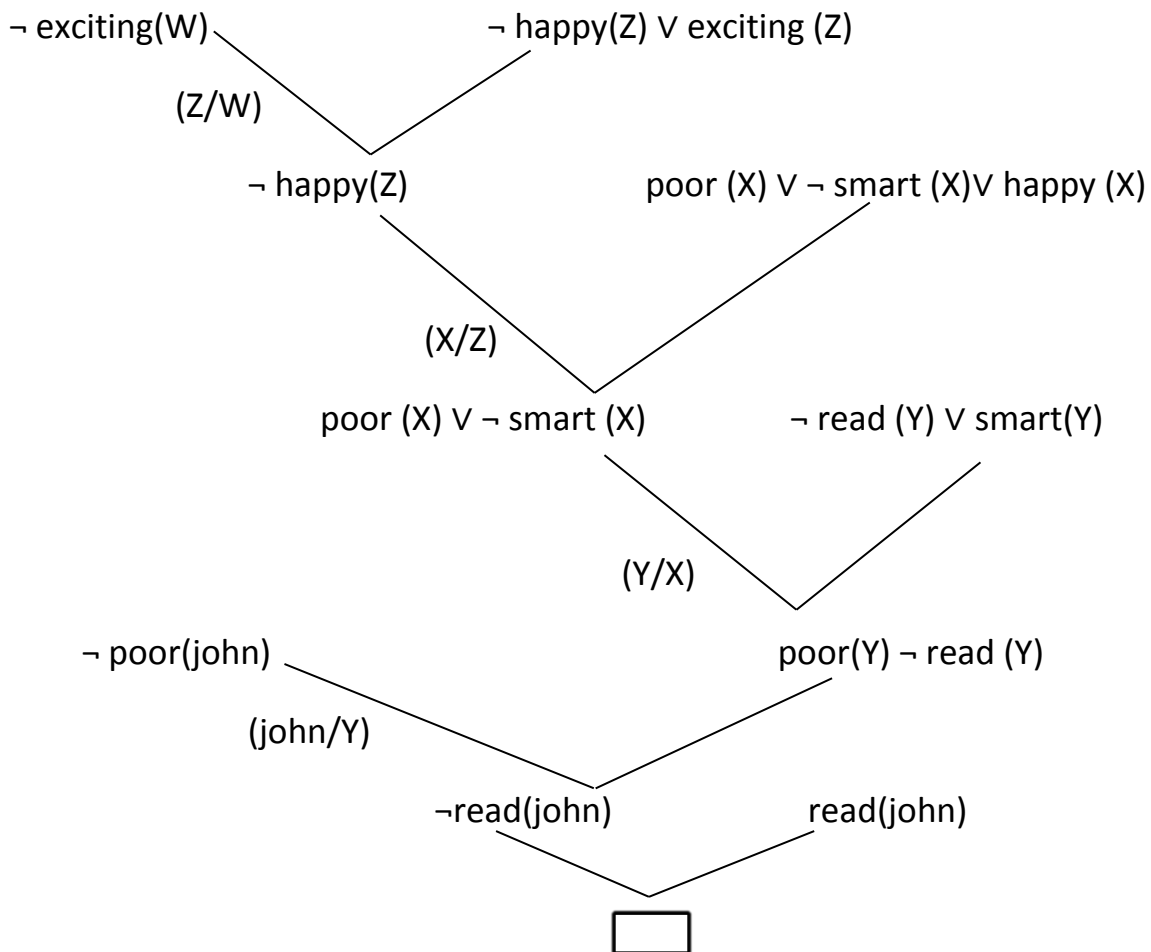 ¬ exciting(W)
¬ happy(Z) V exciting (Z)
(Z/W)
¬ happy(Z)
poor (X) V ¬ smart (X)V happy (X)
(X/Z)
poor (X) V ¬ smart (X)
¬ read (Y) V smart(Y)
(Y/X)
¬ poor(john)
poor(Y) ¬ read (Y)
(john/Y)
¬read(john)
read(john)